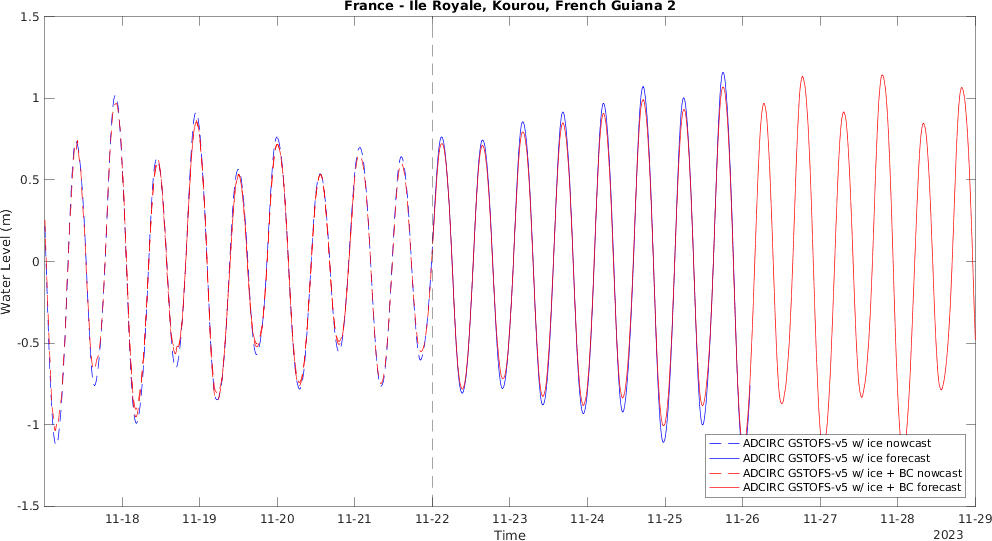 France - Ile Royale, Kourou, French Guiana 2
1.5
1
0.5
0
-0.5
-1
-1.5
Water Level (m)
ADCIRC GSTOFS-v5 w/ ice nowcast
ADCIRC GSTOFS-v5 w/ ice forecast
ADCIRC GSTOFS-v5 w/ ice + BC nowcast
ADCIRC GSTOFS-v5 w/ ice + BC forecast
11-18 11-19 11-20 11-21 11-22 11-23 11-24 11-25 11-26 11-27 11-28 11-29
Time
2023